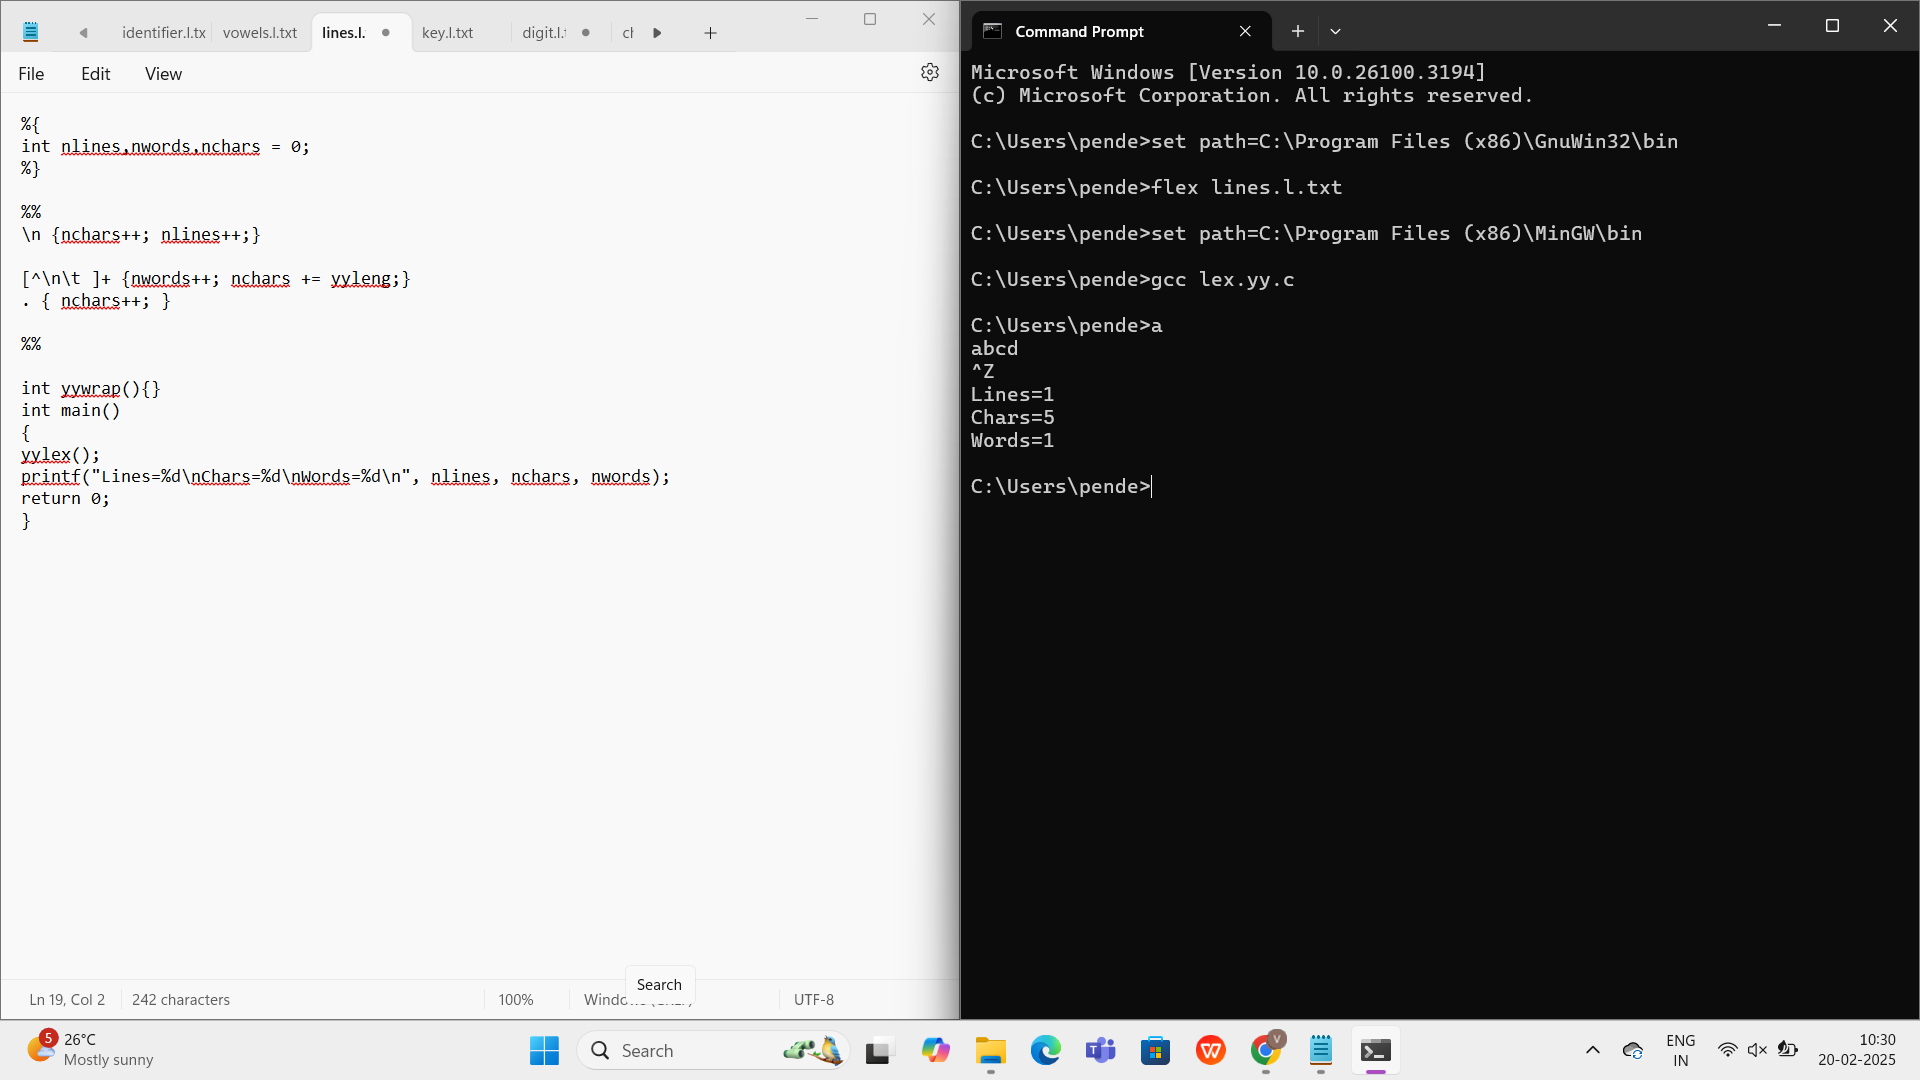 identifier.l.tx vowels.l.txt lines.l. key.l.txt digit.l.t
File Edit View
%{
int nlines,nwords,nchars = 0;
%}
%%
\n {nchars++; nlines++;}
[^\n\t ]+ {nwords++; nchars += yyleng;}
. { nchars++; }
%%
int yywrap(){}
int main()
{
yylex();
printf("Lines=%d\nChars=%d\nWords=%d\n", nlines, nchars, nwords);
return 0;
}
Ln 19, Col 2 242 characters 100% UTF-8
Search
Command Prompt
Microsoft Windows [Version 10.0.26100.3194]
(c) Microsoft Corporation. All rights reserved.
C:\Users\pende>set path=C:\Program Files (x86)\GnuWin32\bin
C:\Users\pende>flex lines.l.txt
C:\Users\pende>set path=C:\Program Files (x86)\MinGW\bin
C:\Users\pende>gcc lex.yy.c
C:\Users\pende>a
abcd
^Z
Lines=1
Chars=5
Words=1
C:\Users\pende>
5
26°C
Mostly sunny
Search
V
ENG
IN
10:30
20-02-2025